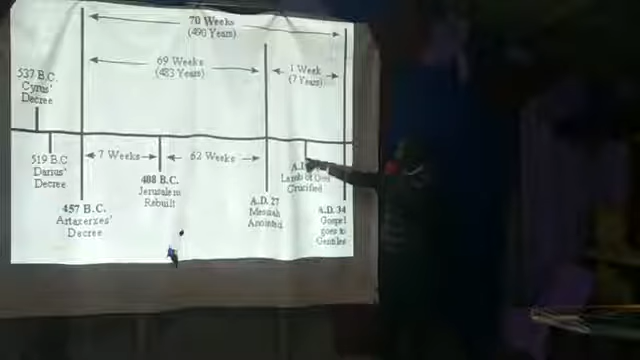 70 Weeks
(490 Years)
69 Weeks
(483 Years)
1 Week
(7 Years)
537 B.C.
Cyrus'
Decree
519 B.C
Darius'
Decree
7 Weeks
62 Weeks
408 B.C.
Jerusalem
Rebuilt
457 B.C.
Artaxerxes'
Decree
A.D. 27
Messiah
Anointed
Lamb of God
Crucified
A.D. 34
Gospel
goes to
Gentiles